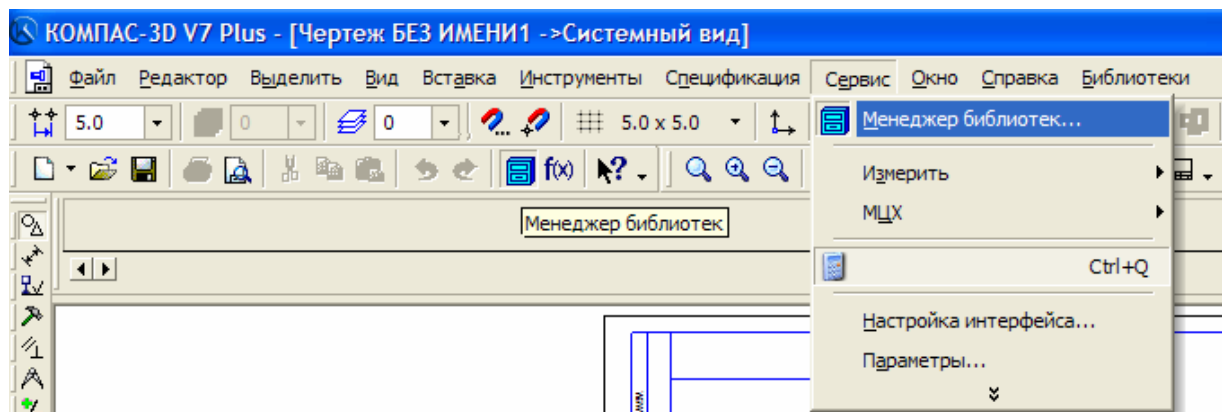 КОМПАС-3D V7 Plus - [Чертеж БЕЗ ИМЕНИ1 ->Системный вид]
Файл Редактор Выделить Вид Вставка Инструменты Спецификация Сервис Окно Справка Библиотеки
5.0 0 0 5.0 x 5.0
Менеджер библиотек...
f(x)
Измерить
Менеджер библиотек
МЦХ
Ctrl+Q
Настройка интерфейса...
Параметры...